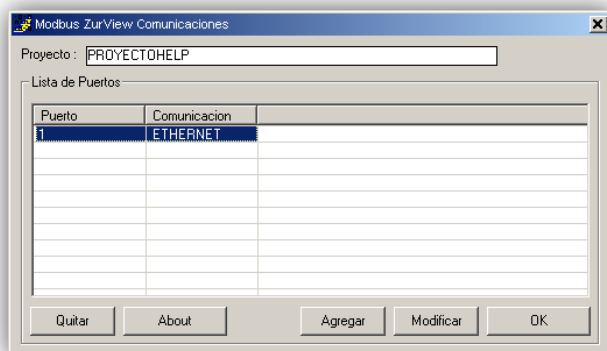 Modbus ZurView Comunicaciones
Proyecto : PROYECTOHELP
Lista de Puertos
Puerto Comunicacion
1 ETHERNET
Quitar About Agregar Modificar OK